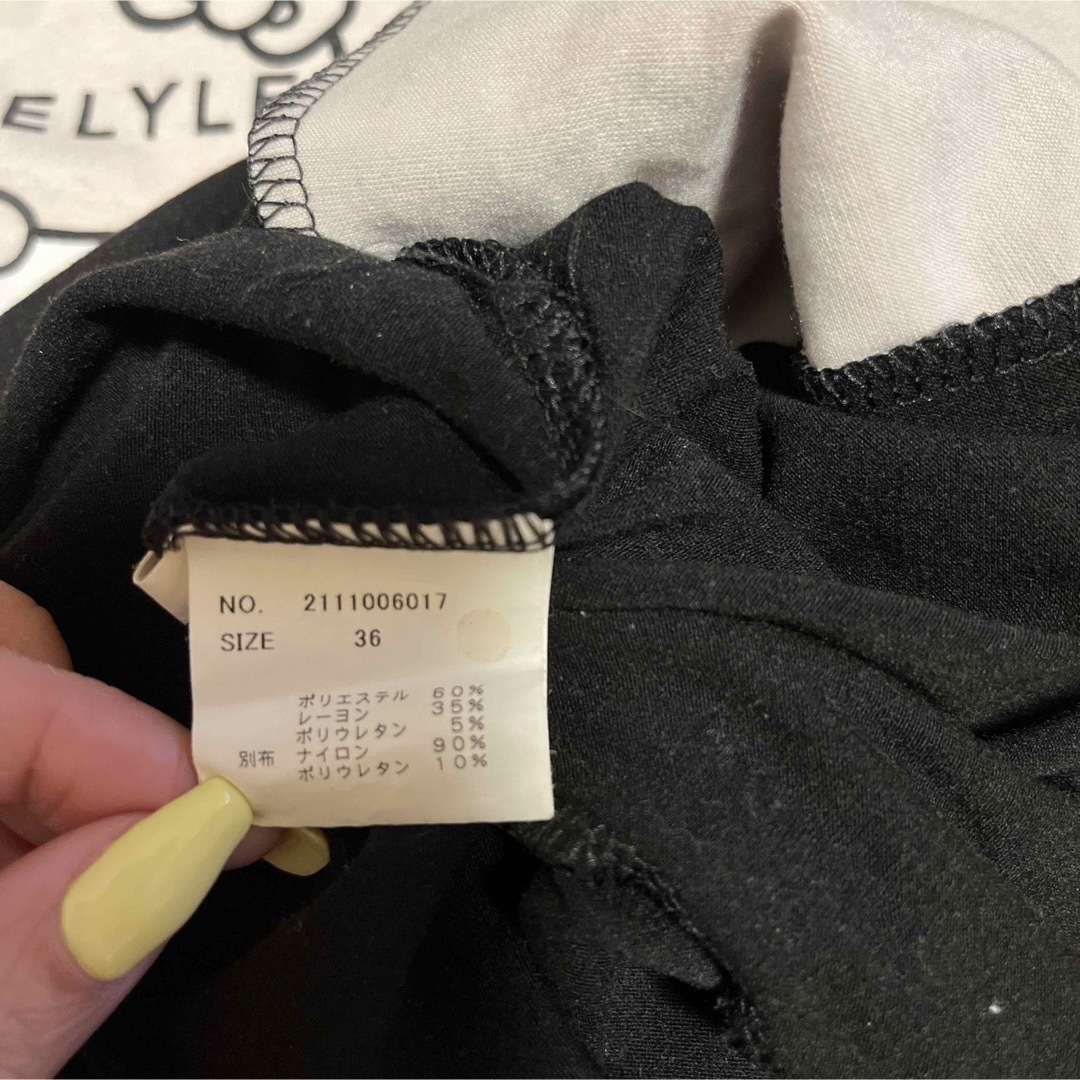 ELYLE
NO. 2111006017
SIZE 36
ポリエステル 60%
レーヨン 35%
ポリウレタン 5%
別布 ナイロン 90%
ポリウレタン 10%